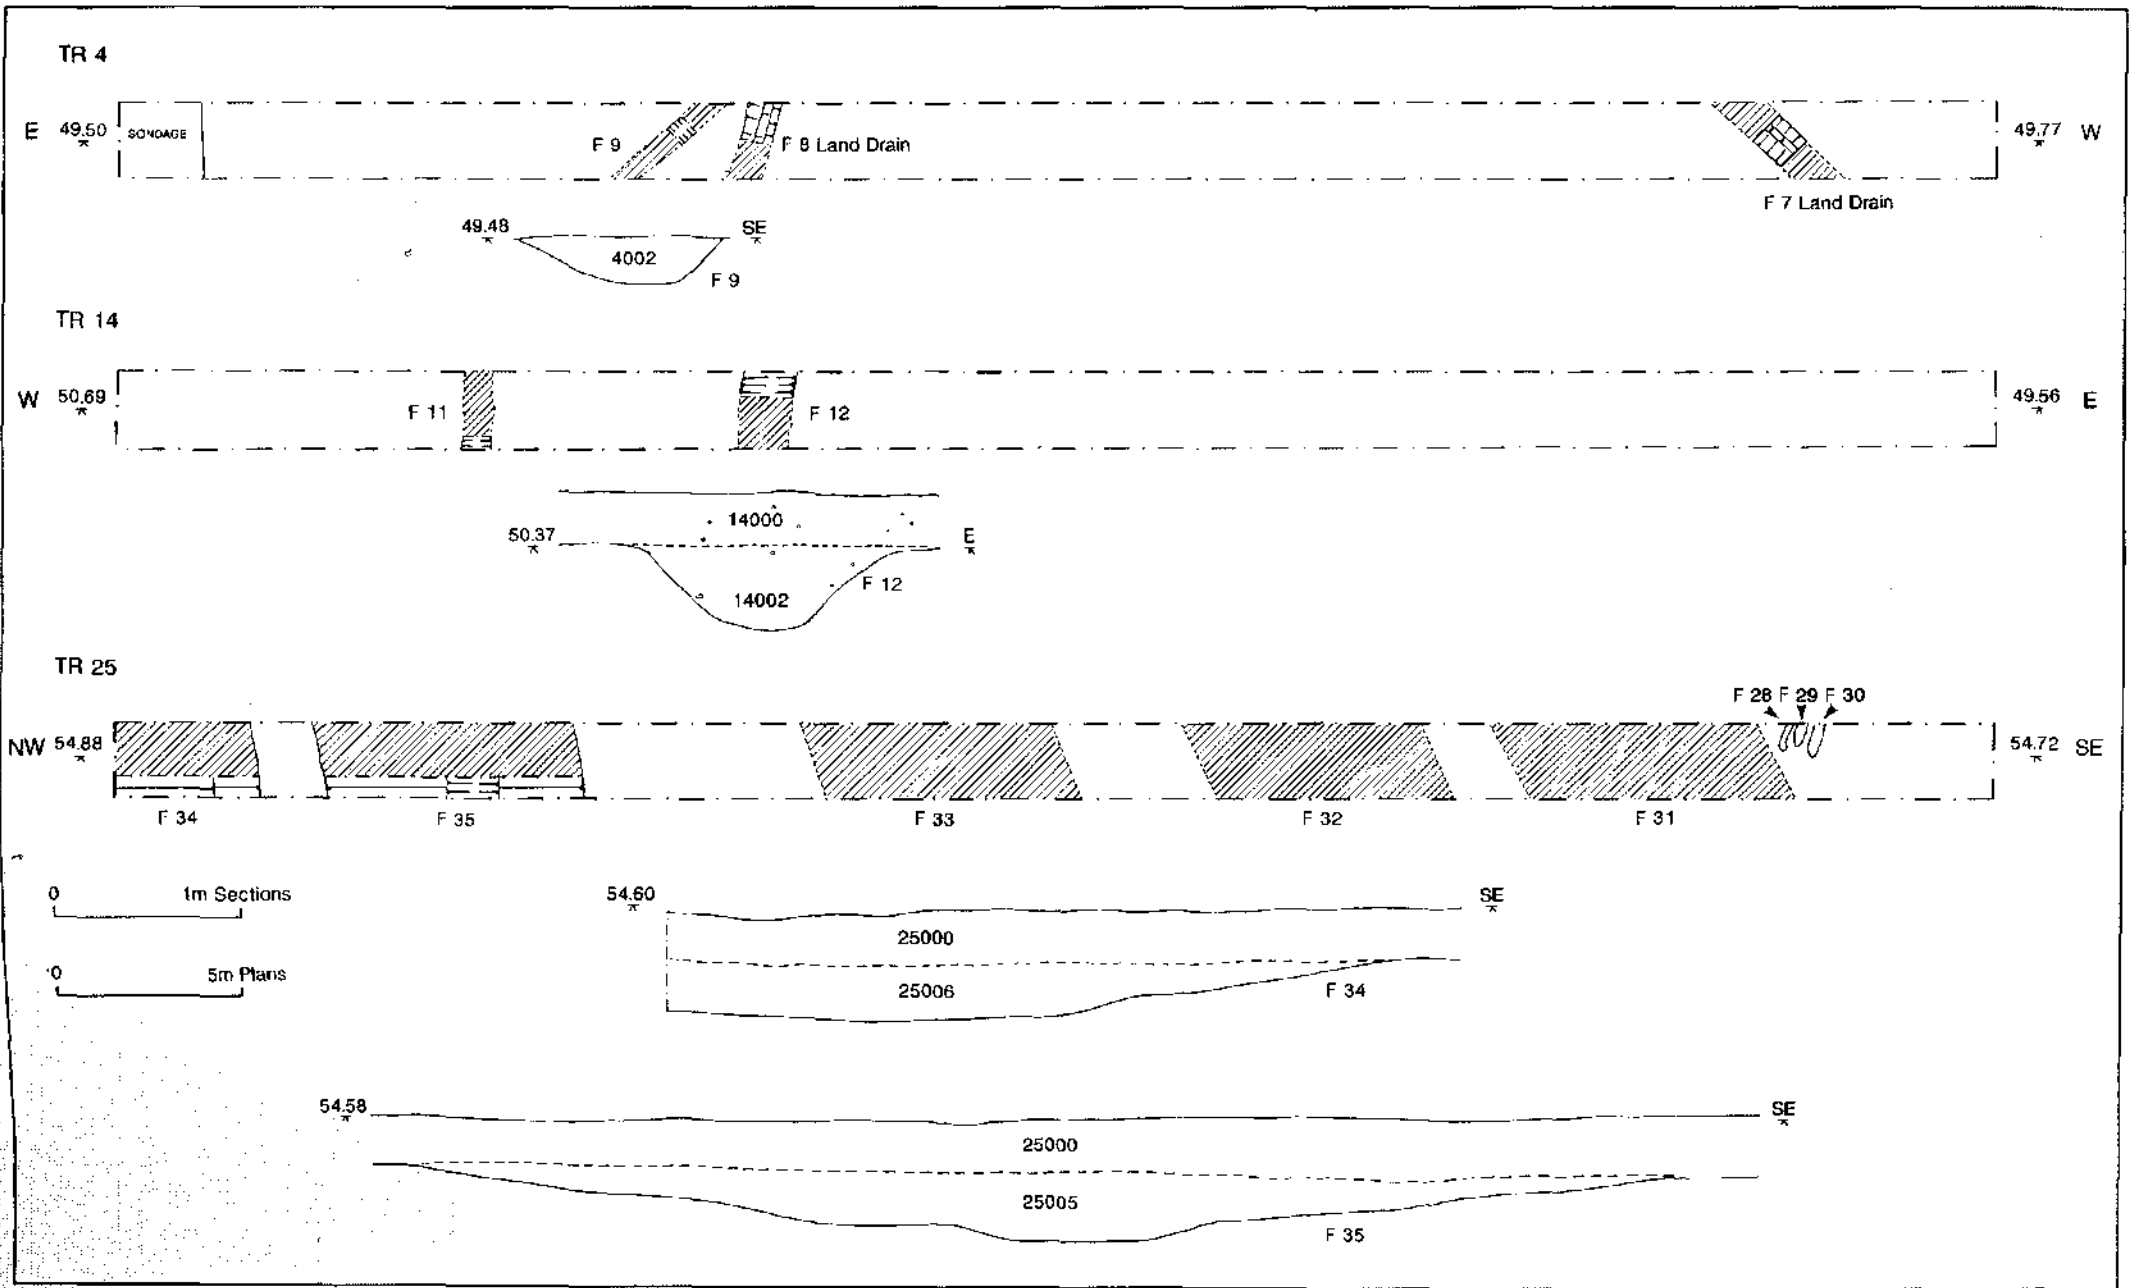 TR 4
E 49.50 SONDAGE F 9 F 8 Land Drain 49.77 W
F 7 Land Drain
49.48 SE
4002
F 9
TR 14
W 50.69 F 11 F 12 49.56 E
14000
50.37 E
F 12
14002
TR 25
F 28 F 29 F 30
NW 54.88 54.72 SE
F 34 F 35 F 33 F 32 F 31
0 1m Sections
54.60 SE
25000
0 5m Plans
25006 F 34
54.58 SE
25000
25005
F 35